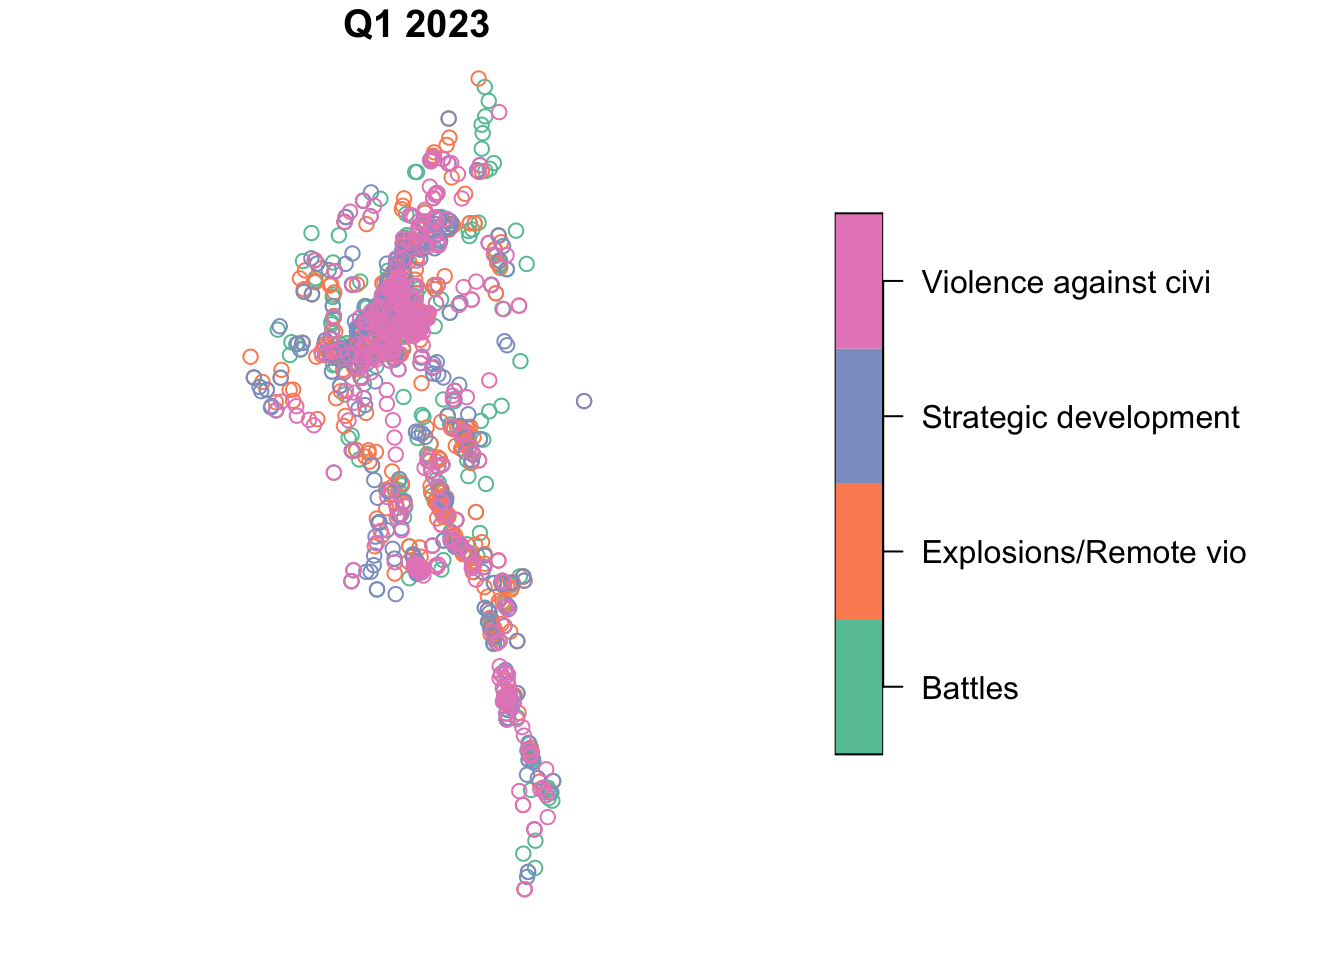 Q1 2023
Violence against civi
Strategic development
Explosions/Remote vio
Battles